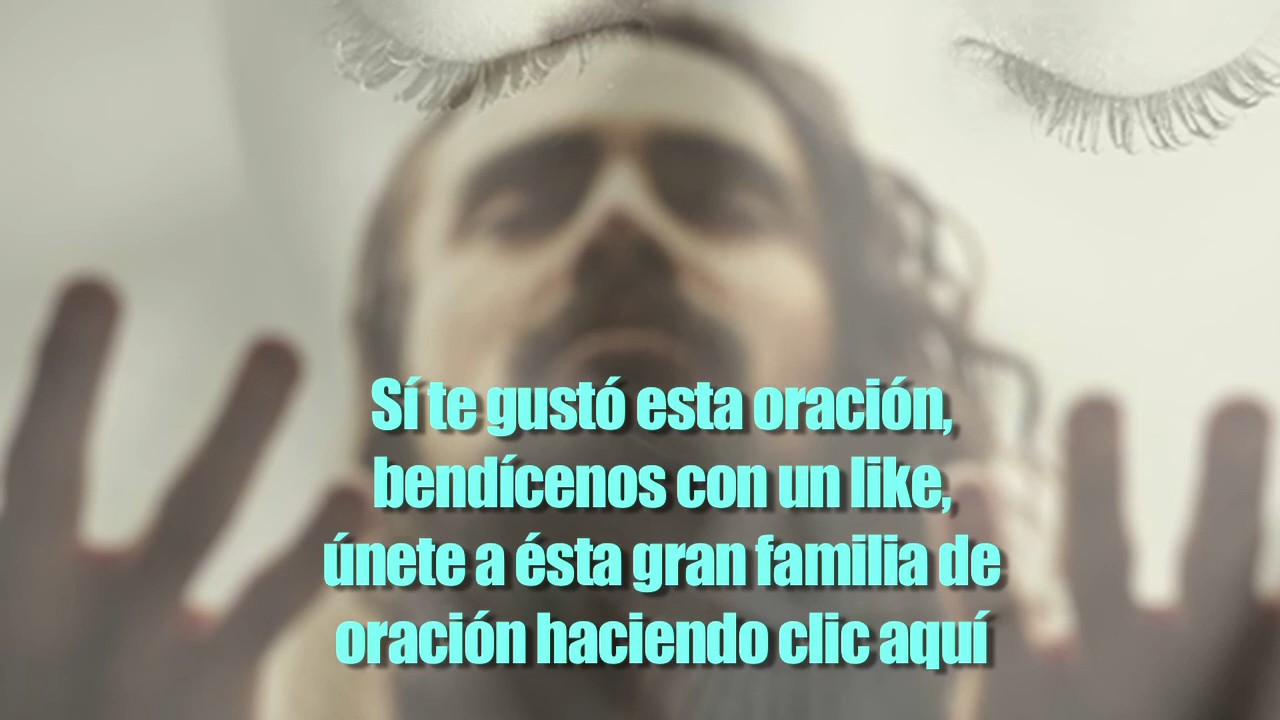 Sí te gustó esta oración,
bendícenos con un like,
únete a ésta gran familia de
oración haciendo clic aquí